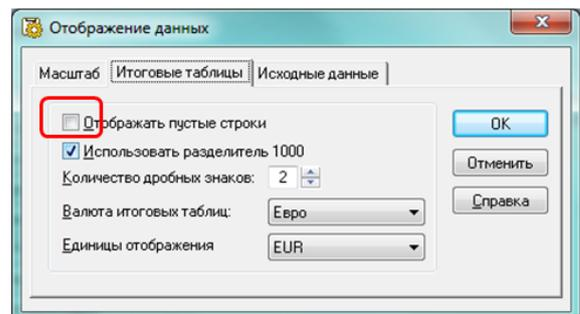 Отображение данных
Масштаб Итоговые таблицы Исходные данные
Отображать пустые строки
OK
Использовать разделитель 1000
Отменить
Количество дробных знаков: 2
Справка
Валюта итоговых таблиц: Евро
Единицы отображения EUR